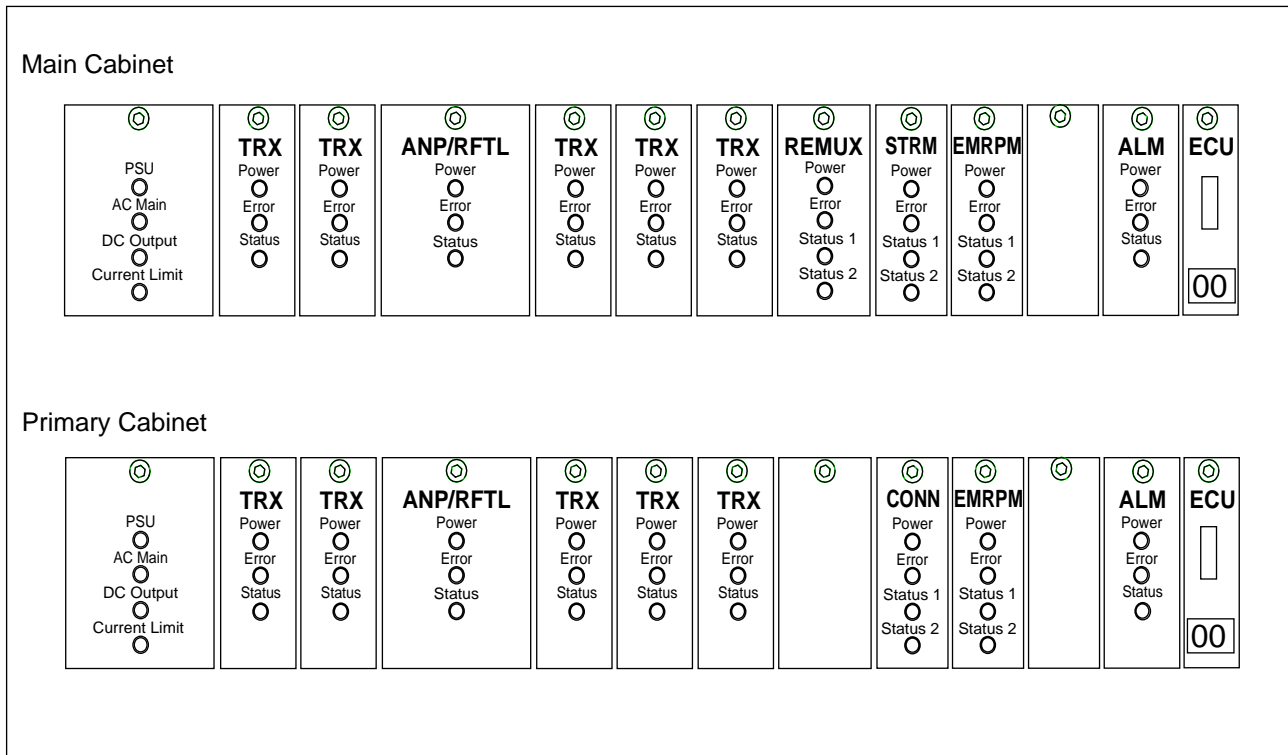 Main Cabinet
TRX TRX ANP/RFTL TRX TRX TRX REMUX STRM EMRPM ALM ECU
PSU Power Power Power Power Power Power Power Power Power Power
AC Main Error Error Error Error Error Error Error Error Error Error
DC Output Status Status Status Status Status Status Status 1 Status 1 Status 1 Status
Current Limit Status 2 Status 2 Status 2 00
Primary Cabinet
TRX TRX ANP/RFTL TRX TRX TRX CONN EMRPM ALM ECU
PSU Power Power Power Power Power Power Power Power Power
AC Main Error Error Error Error Error Error Error Error Error
DC Output Status Status Status Status Status Status Status 1 Status 1 Status
Current Limit Status 2 Status 2 00